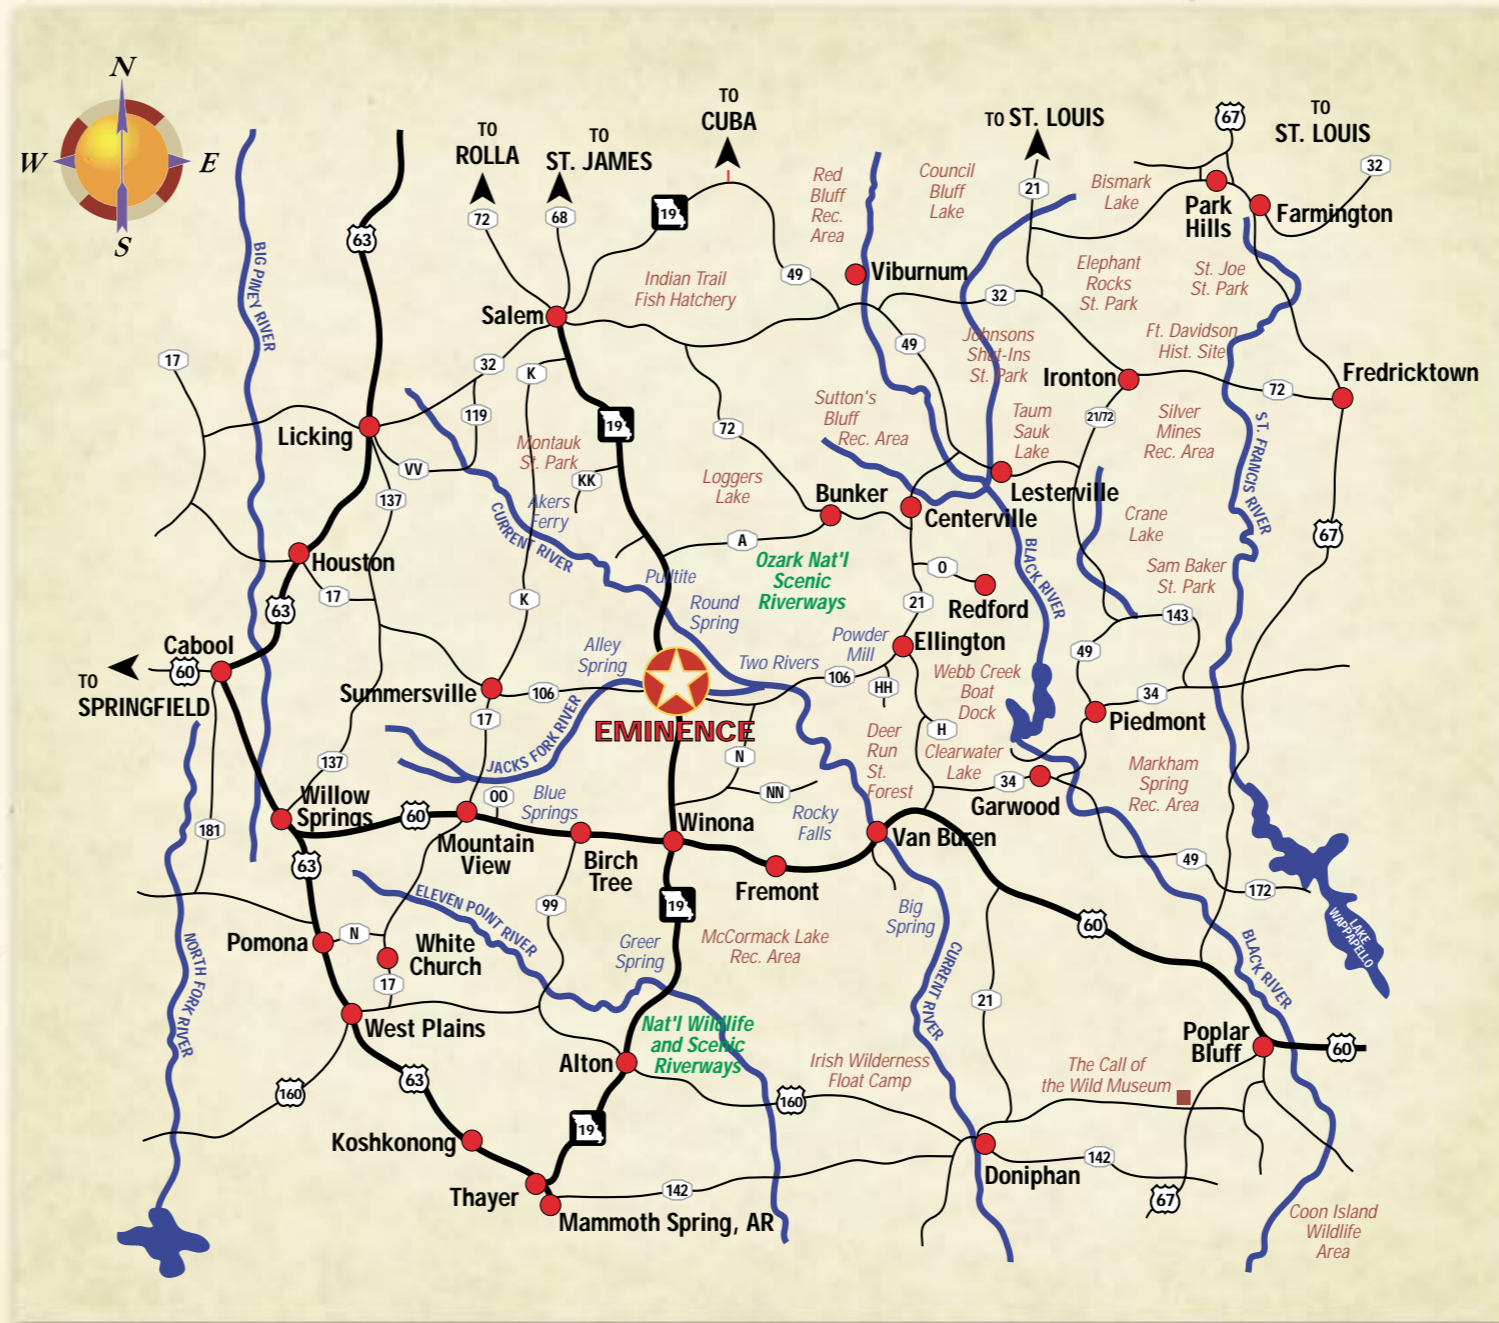 N
W
E
S
TO
ROLLA
TO
ST. JAMES
TO
CUBA
TO ST. LOUIS
TO
ST. LOUIS
67
32
72
68
19
21
63
49
Red
Bluff
Rec.
Area
Council
Bluff
Lake
Bismark
Lake
Park
Hills
Farmington
BIG PINEY RIVER
Indian Trail
Fish Hatchery
Viburnum
Elephant
Rocks
St. Park
St. Joe
St. Park
32
Salem
17
32
K
49
Johnsons
Shut-Ins
St. Park
Ft. Davidson
Hist. Site
Ironton
72
Fredricktown
119
19
Sutton's
Bluff
Rec. Area
Taum
Sauk
Lake
21/72
Silver
Mines
Rec. Area
Licking
VV
Montauk
St. Park
KK
72
Loggers
Lake
ST. FRANCIS RIVER
137
Akers
Ferry
CURRENT RIVER
Bunker
Centerville
Lesterville
Crane
Lake
67
A
Houston
Ozark Nat'l
Scenic
Riverways
BLACK RIVER
Sam Baker
St. Park
O
Redford
Pultite
17
63
K
Round
Spring
21
143
Cabool
TO
SPRINGFIELD
60
Alley
Spring
Powder
Mill
Ellington
49
Two Rivers
Summersville
106
106
HH
Webb Creek
Boat
Dock
34
Piedmont
17
EMINENCE
JACKS FORK RIVER
H
Deer
Run
St.
Forest
Clearwater
Lake
137
N
34
Garwood
Markham
Spring
Rec. Area
Willow
Springs
OO
Blue
Springs
NN
Rocky
Falls
60
181
Mountain
View
Birch
Tree
Winona
Van Buren
63
Fremont
49
172
ELEVEN POINT RIVER
99
19
Big
Spring
60
LAKE
WAPPAPELLO
Pomona
N
White
Church
Greer
Spring
McCormack Lake
Rec. Area
NORTH FORK RIVER
CURRENT RIVER
BLACK RIVER
17
21
West Plains
Nat'l Wildlife
and Scenic
Riverways
Poplar
Bluff
60
Alton
Irish Wilderness
Float Camp
The Call of
the Wild Museum
63
160
160
19
Koshkonong
142
Doniphan
Thayer
142
67
Mammoth Spring, AR
Coon Island
Wildlife
Area